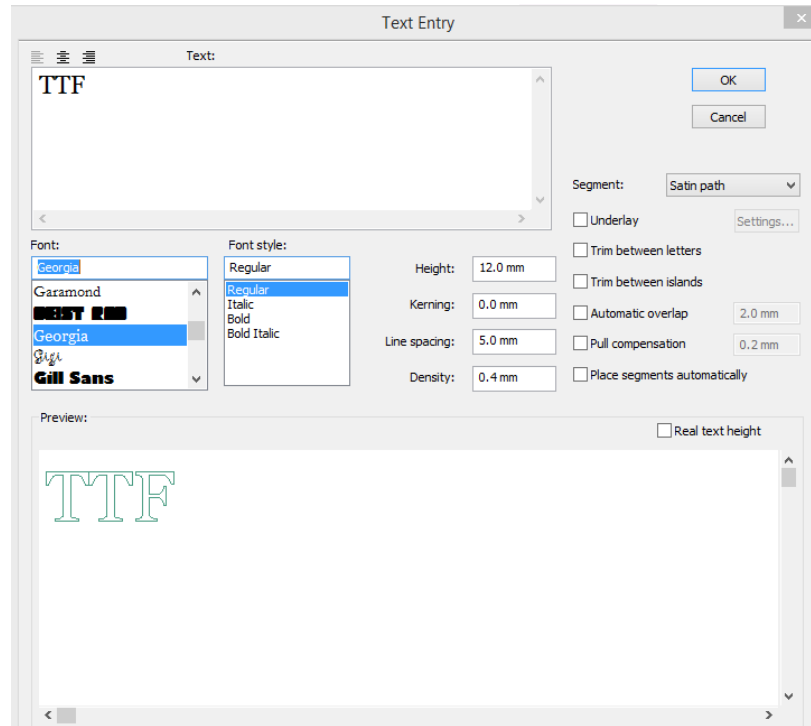 Text Entry
Text:
TTF
OK
Cancel
Segment: Satin path
Underlay Settings...
Trim between letters
Trim between islands
Automatic overlap 2.0 mm
Pull compensation 0.2 mm
Place segments automatically
Font:
Georgia
Garamond
Georgia
Gigi
Gill Sans
Font style:
Regular
Regular
Italic
Bold
Bold Italic
Height: 12.0 mm
Kerning: 0.0 mm
Line spacing: 5.0 mm
Density: 0.4 mm
Preview:
Real text height
TTF